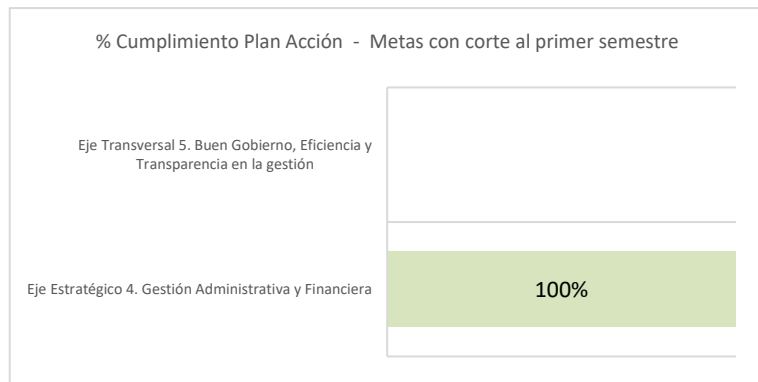 % Cumplimiento Plan Acción - Metas con corte al primer semestre
Eje Transversal 5. Buen Gobierno, Eficiencia y
Transparencia en la gestión
Eje Estratégico 4. Gestión Administrativa y Financiera
100%